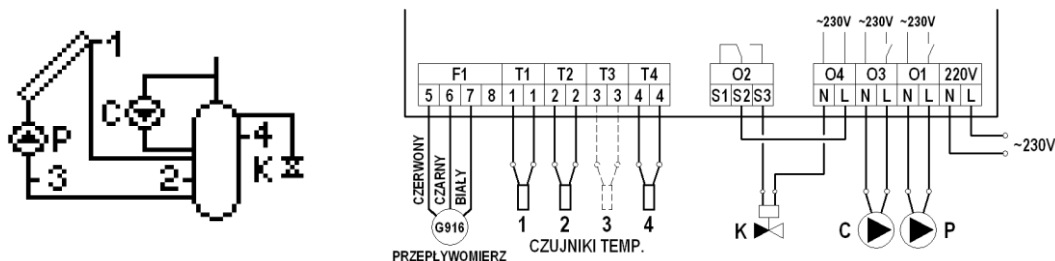 1
C
P
4
3
2
K
~230V ~230V ~230V
F1 T1 T2 T3 T4 O2 O4 O3 O1 220V
5 6 7 8 1 1 2 2 3 3 4 4 S1 S2 S3 N L N L N L N L
CZERWONY
CZARNY
BIAŁY
~230V
G916
1 2 3 4
K C P
CZUJNIKI TEMP.
PRZEPŁYWOMIERZ